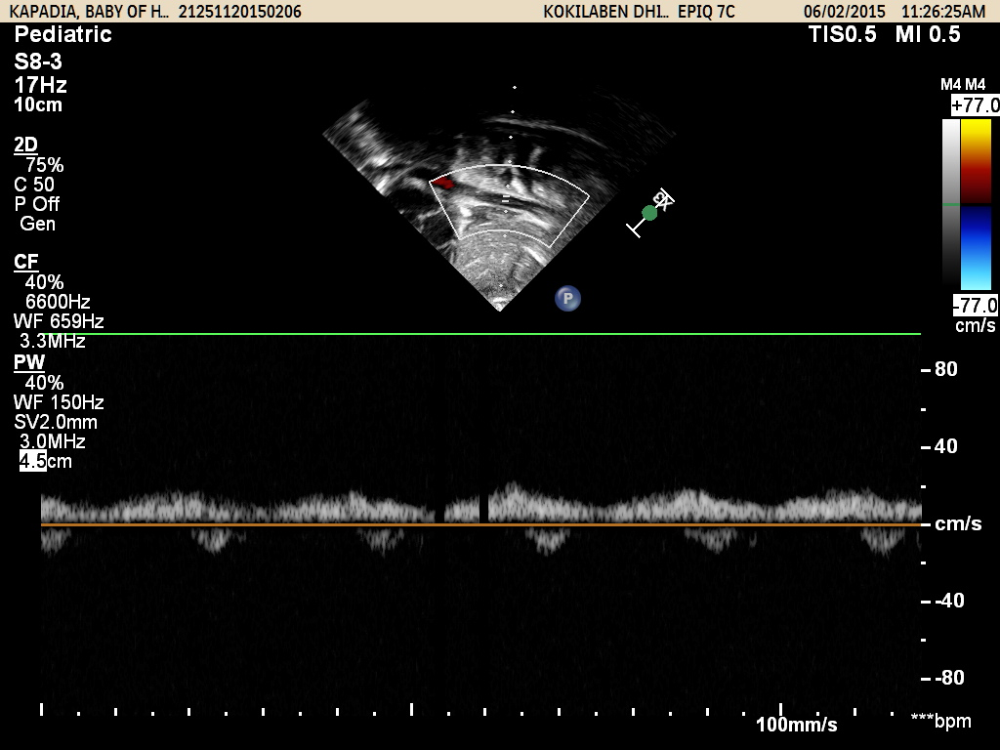 KAPADIA, BABY OF H.. 21251120150206 KOKILABEN DHI.. EPIQ 7C 06/02/2015 11:26:25AM
Pediatric TIS0.5 MI 0.5
S8-3
17Hz
10cm
M4 M4
+77.0
2D
75%
C 50
P Off
Gen
CF
40%
6600Hz
WF 659Hz
3.3MHz
P
-77.0
cm/s
PW
40%
WF 150Hz
SV2.0mm
3.0MHz
4.5cm
80
40
cm/s
-40
-80
100mm/s
***bpm